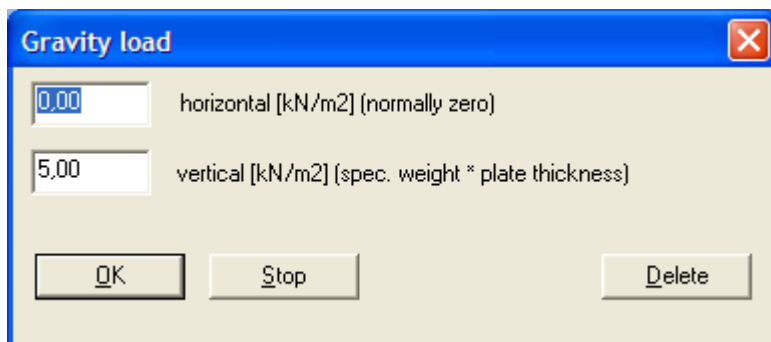 Gravity load
0,00 horizontal [kN/m2] (normally zero)
5,00 vertical [kN/m2] (spec. weight * plate thickness)
OK Stop Delete